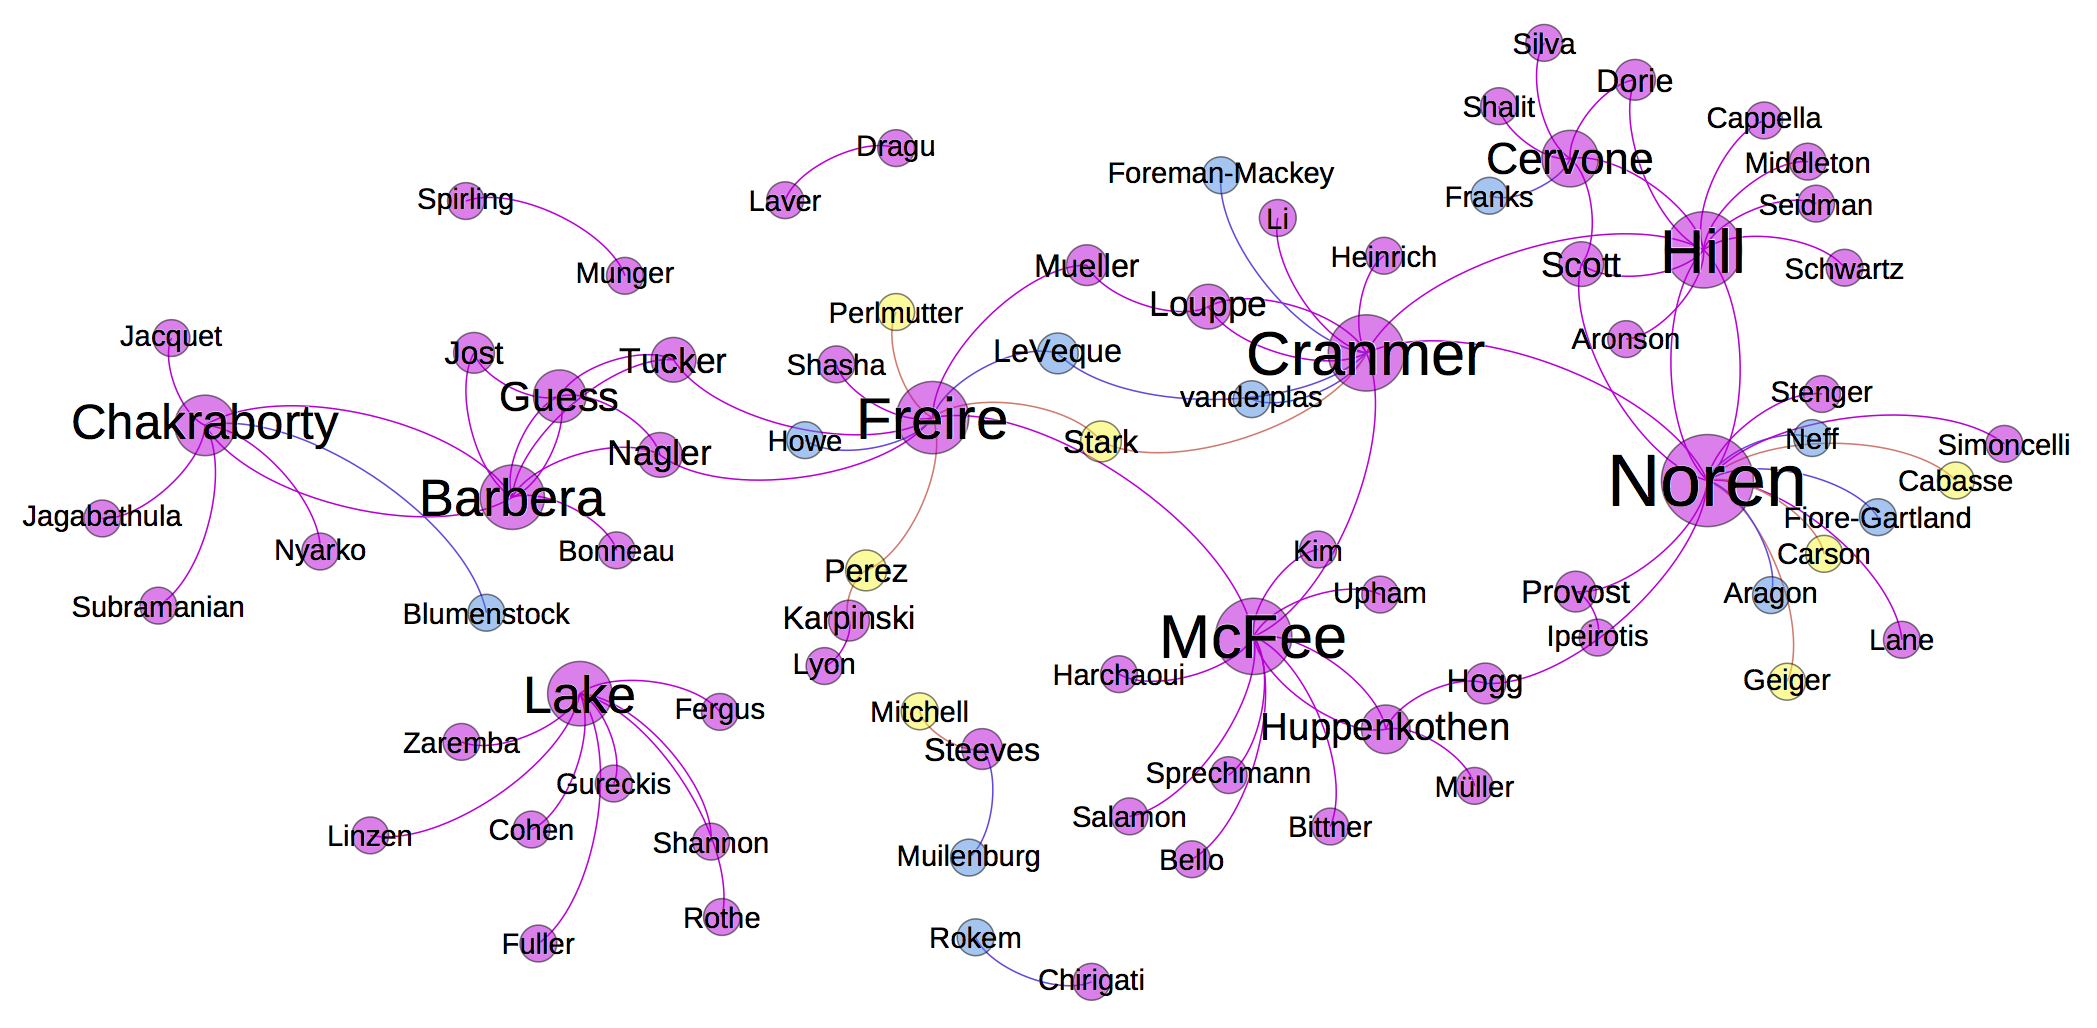 Silva
Dorie
Shalit
Cappella
Dragu
Cervone
Middleton
Foreman-Mackey
Franks
Spirling
Laver
Seidman
Li
Hill
Heinrich
Mueller
Scott
Schwartz
Munger
Louppe
Perlmutter
Jacquet
Aronson
Jost
Tucker
LeVeque
Cranmer
Shasha
Guess
vanderplas
Stenger
Chakraborty
Freire
Howe
Stark
Neff
Simoncelli
Nagler
Noren
Cabasse
Barbera
Jagabathula
Fiore-Gartland
Nyarko
Bonneau
Kim
Carson
Perez
Upham
Provost
Aragon
Subramanian
Blumenstock
Karpinski
McFee
Ipeirotis
Lane
Lyon
Harchaoui
Hogg
Geiger
Lake
Fergus
Mitchell
Huppenkothen
Zaremba
Steeves
Gureckis
Sprechmann
Müller
Salamon
Bittner
Linzen
Cohen
Shannon
Muilenburg
Bello
Rothe
Fuller
Rokem
Chirigati